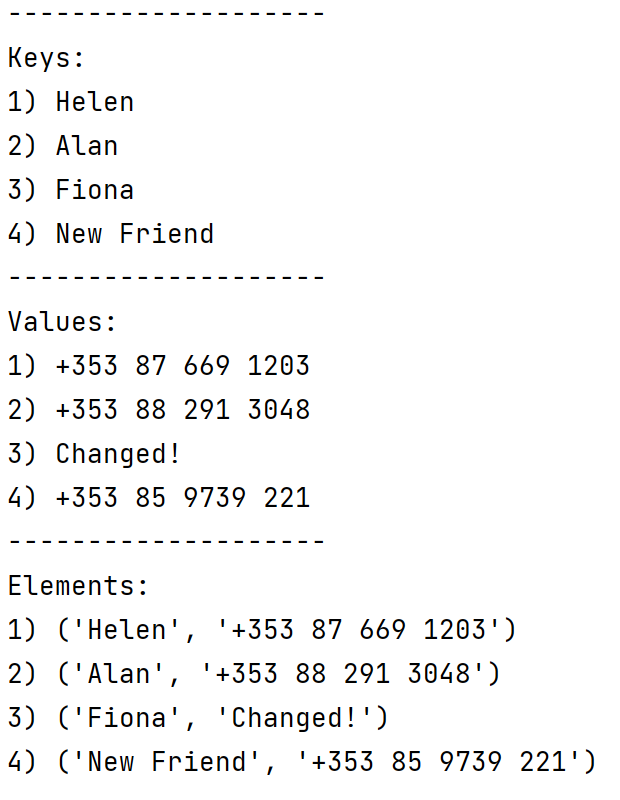 --------------------
Keys:
1) Helen
2) Alan
3) Fiona
4) New Friend
--------------------
Values:
1) +353 87 669 1203
2) +353 88 291 3048
3) Changed!
4) +353 85 9739 221
--------------------
Elements:
1) ('Helen', '+353 87 669 1203')
2) ('Alan', '+353 88 291 3048')
3) ('Fiona', 'Changed!')
4) ('New Friend', '+353 85 9739 221')